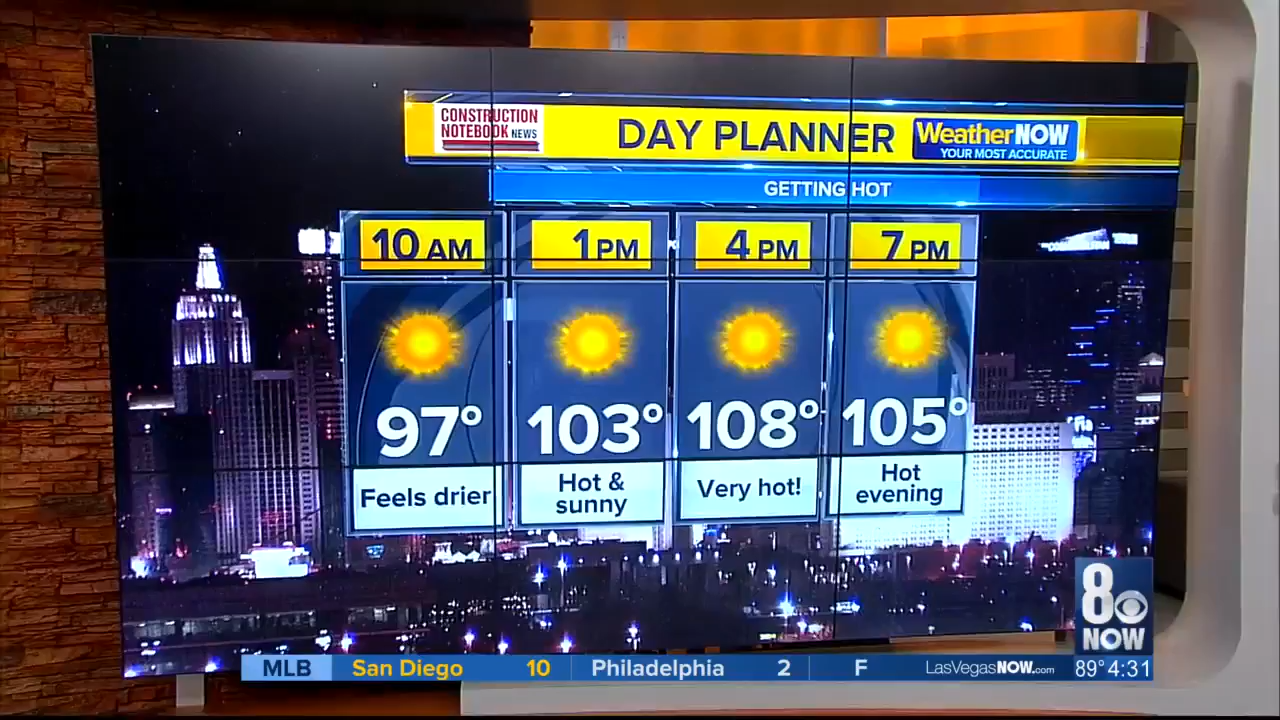 CONSTRUCTION
NOTEBOOK NEWS
DAY PLANNER
WeatherNOW
YOUR MOST ACCURATE
GETTING HOT
10 AM
1 PM
4 PM
7 PM
97°
103°
108°
105°
Feels drier
Hot &
sunny
Very hot!
Hot
evening
8
NOW
MLB San Diego 10 Philadelphia 2 F LasVegasNOW.com 89° 4:31